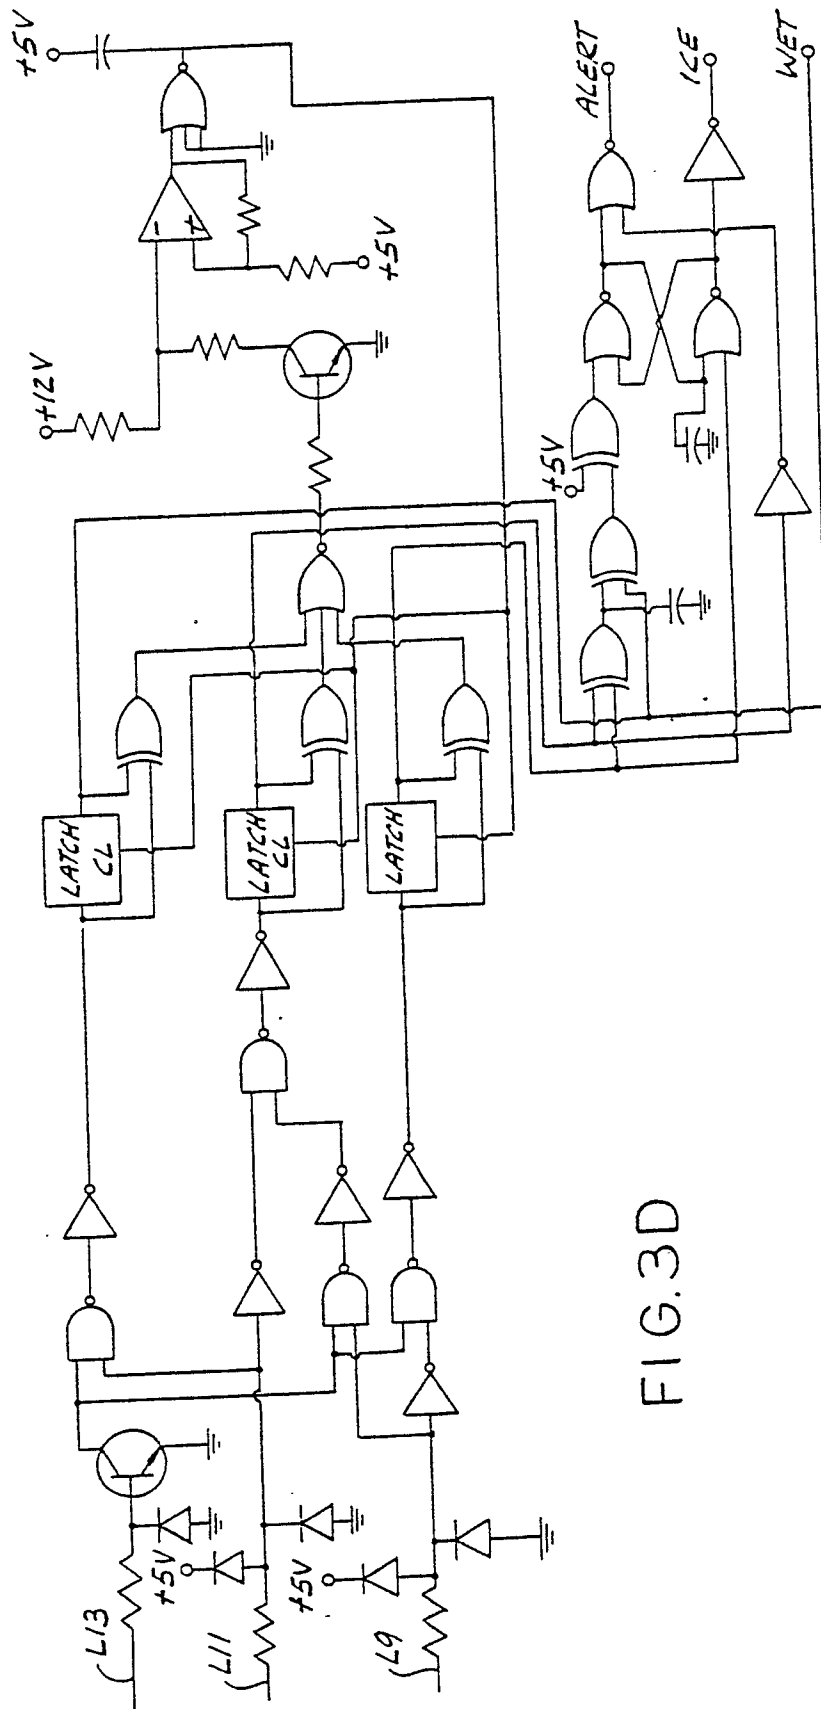 +5V
+12V
+5V
ALERT
ICE
WET
+5V
LATCH
CL
LATCH
CL
LATCH
L13
+5V
L11
+5V
L9
FIG.3D